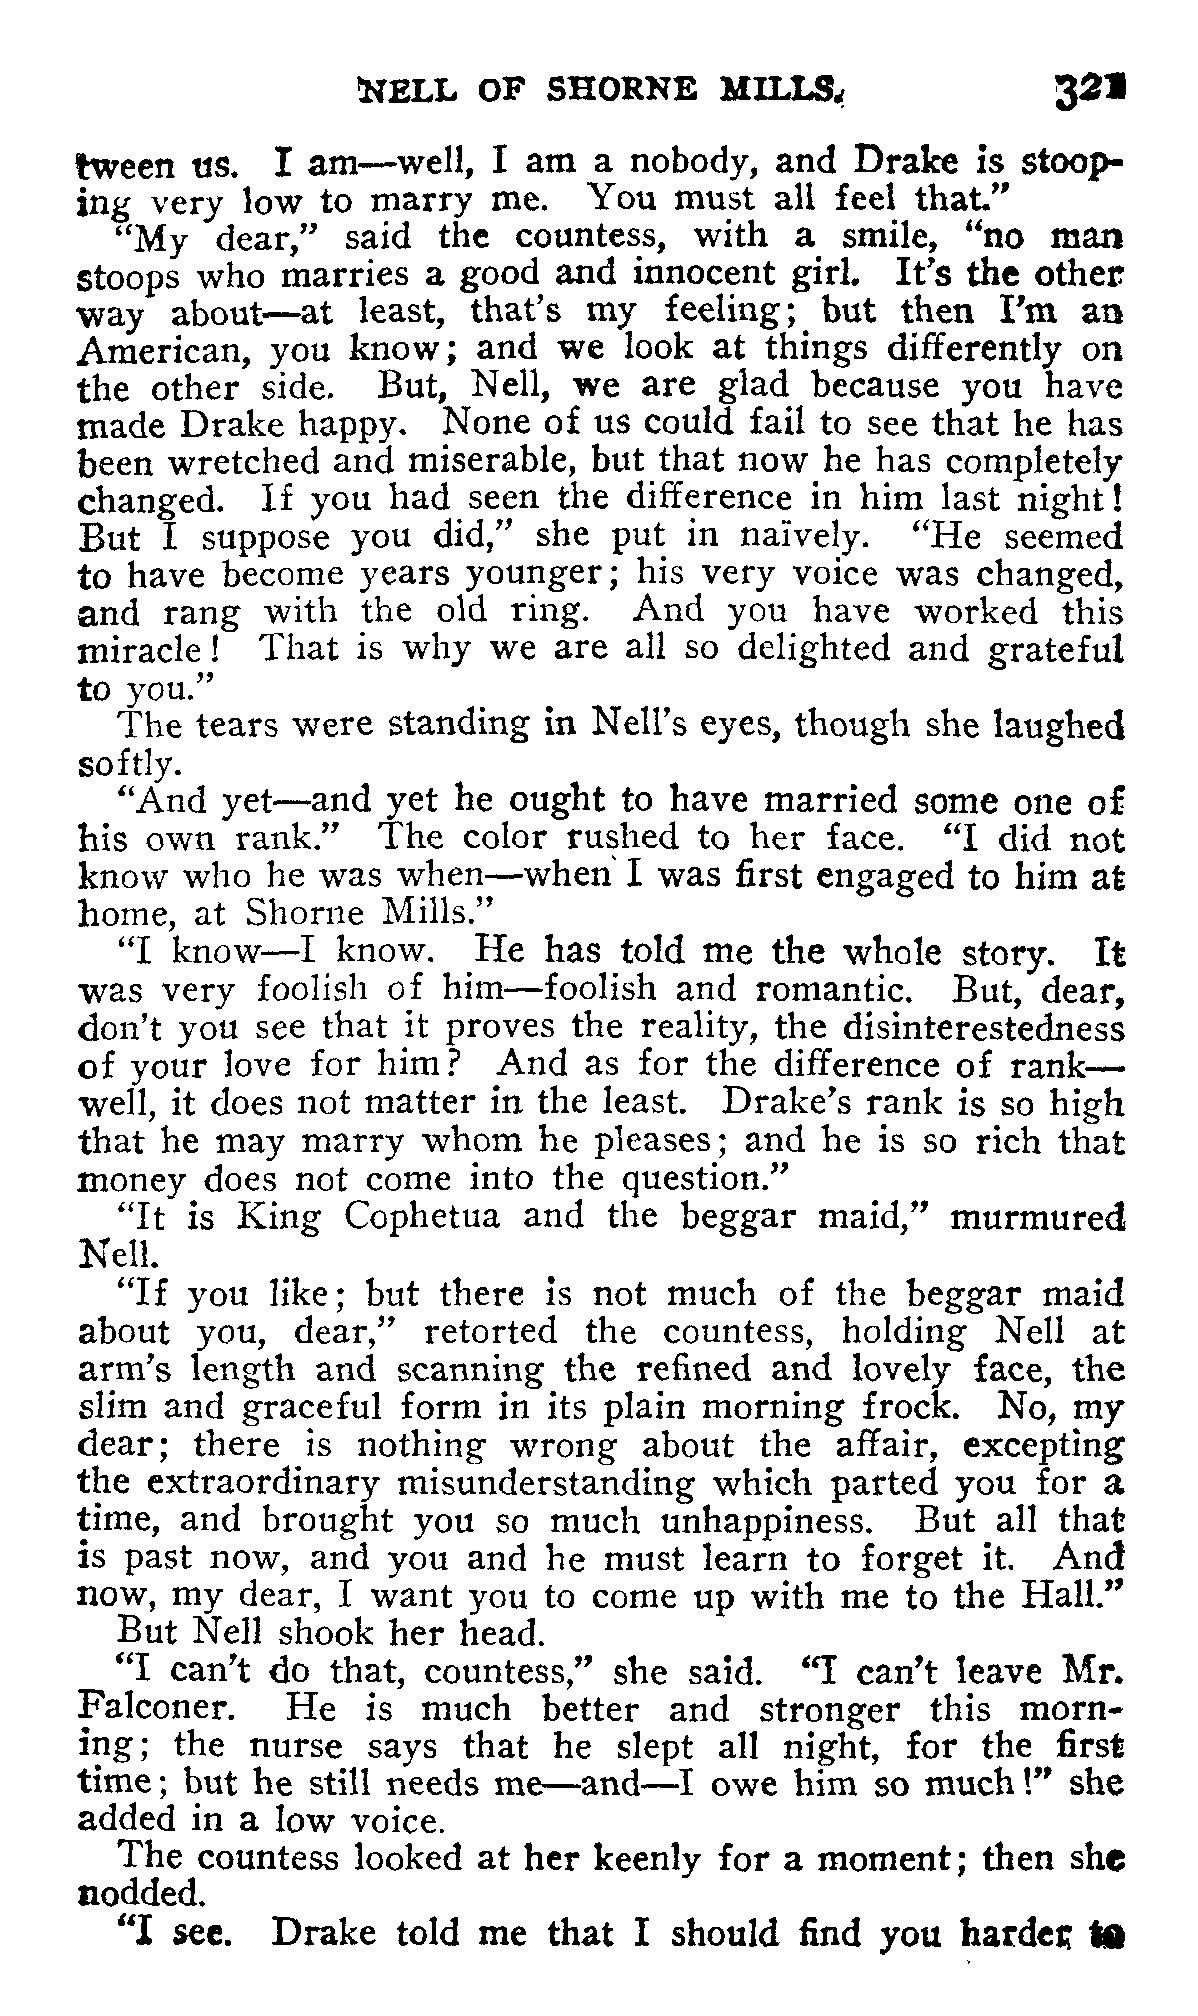 NELL OF SHORNE MILLS. 321
tween us. I am—well, I am a nobody, and Drake is stoop-
ing very low to marry me. You must all feel that."
"My dear," said the countess, with a smile, "no man
stoops who marries a good and innocent girl. It's the other
way about—at least, that's my feeling; but then I'm an
American, you know; and we look at things differently on
the other side. But, Nell, we are glad because you have
made Drake happy. None of us could fail to see that he has
been wretched and miserable, but that now he has completely
changed. If you had seen the difference in him last night!
But I suppose you did," she put in naïvely. "He seemed
to have become years younger; his very voice was changed,
and rang with the old ring. And you have worked this
miracle! That is why we are all so delighted and grateful
to you."
The tears were standing in Nell's eyes, though she laughed
softly.
"And yet—and yet he ought to have married some one of
his own rank." The color rushed to her face. "I did not
know who he was when—when I was first engaged to him at
home, at Shorne Mills."
"I know—I know. He has told me the whole story. It
was very foolish of him—foolish and romantic. But, dear,
don't you see that it proves the reality, the disinterestedness
of your love for him? And as for the difference of rank—
well, it does not matter in the least. Drake's rank is so high
that he may marry whom he pleases; and he is so rich that
money does not come into the question."
"It is King Cophetua and the beggar maid," murmured
Nell.
"If you like; but there is not much of the beggar maid
about you, dear," retorted the countess, holding Nell at
arm's length and scanning the refined and lovely face, the
slim and graceful form in its plain morning frock. No, my
dear; there is nothing wrong about the affair, excepting
the extraordinary misunderstanding which parted you for a
time, and brought you so much unhappiness. But all that
is past now, and you and he must learn to forget it. And
now, my dear, I want you to come up with me to the Hall."
But Nell shook her head.
"I can't do that, countess," she said. "I can't leave Mr.
Falconer. He is much better and stronger this morn-
ing; the nurse says that he slept all night, for the first
time; but he still needs me—and—I owe him so much!" she
added in a low voice.
The countess looked at her keenly for a moment; then she
nodded.
"I see. Drake told me that I should find you harder to